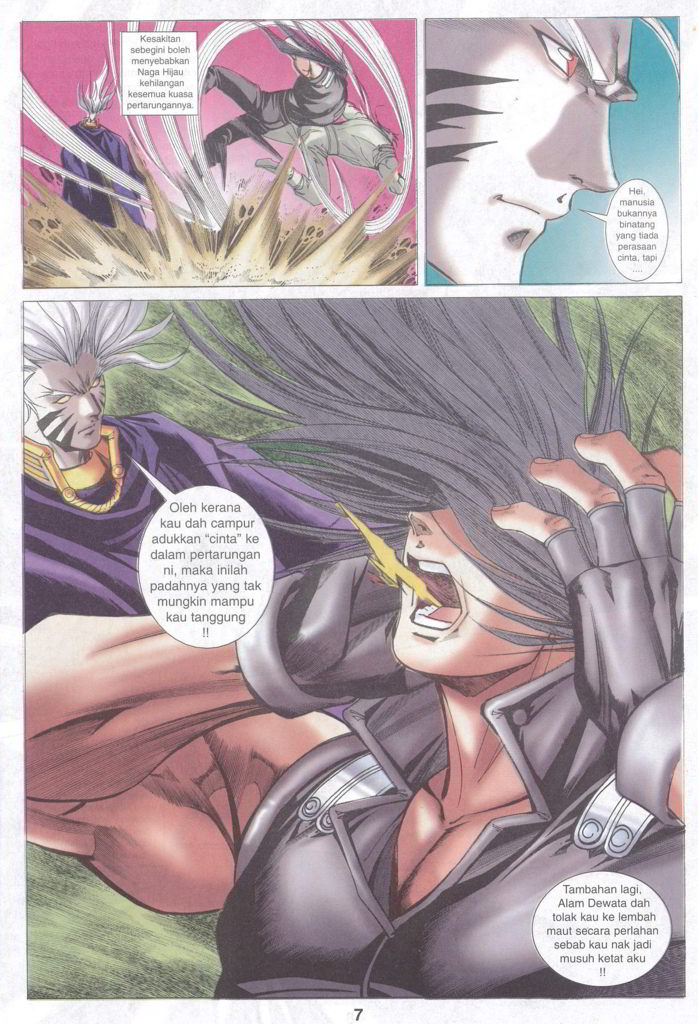 Kesakitan
sebegini boleh
menyebabkan
Naga Hijau
kehilangan
kesemua kuasa
pertarungannya.
Hei,
manusia
bukannya
binatang
yang tiada
perasaan
cinta, tapi
....
Oleh kerana
kau dah campur
adukkan “cinta” ke
dalam pertarungan
ni, maka inilah
padahnya yang tak
mungkin mampu
kau tanggung
!!
Tambahan lagi,
Alam Dewata dah
tolak kau ke lembah
maut secara perlahan
sebab kau nak jadi
musuh ketat aku
!!
7